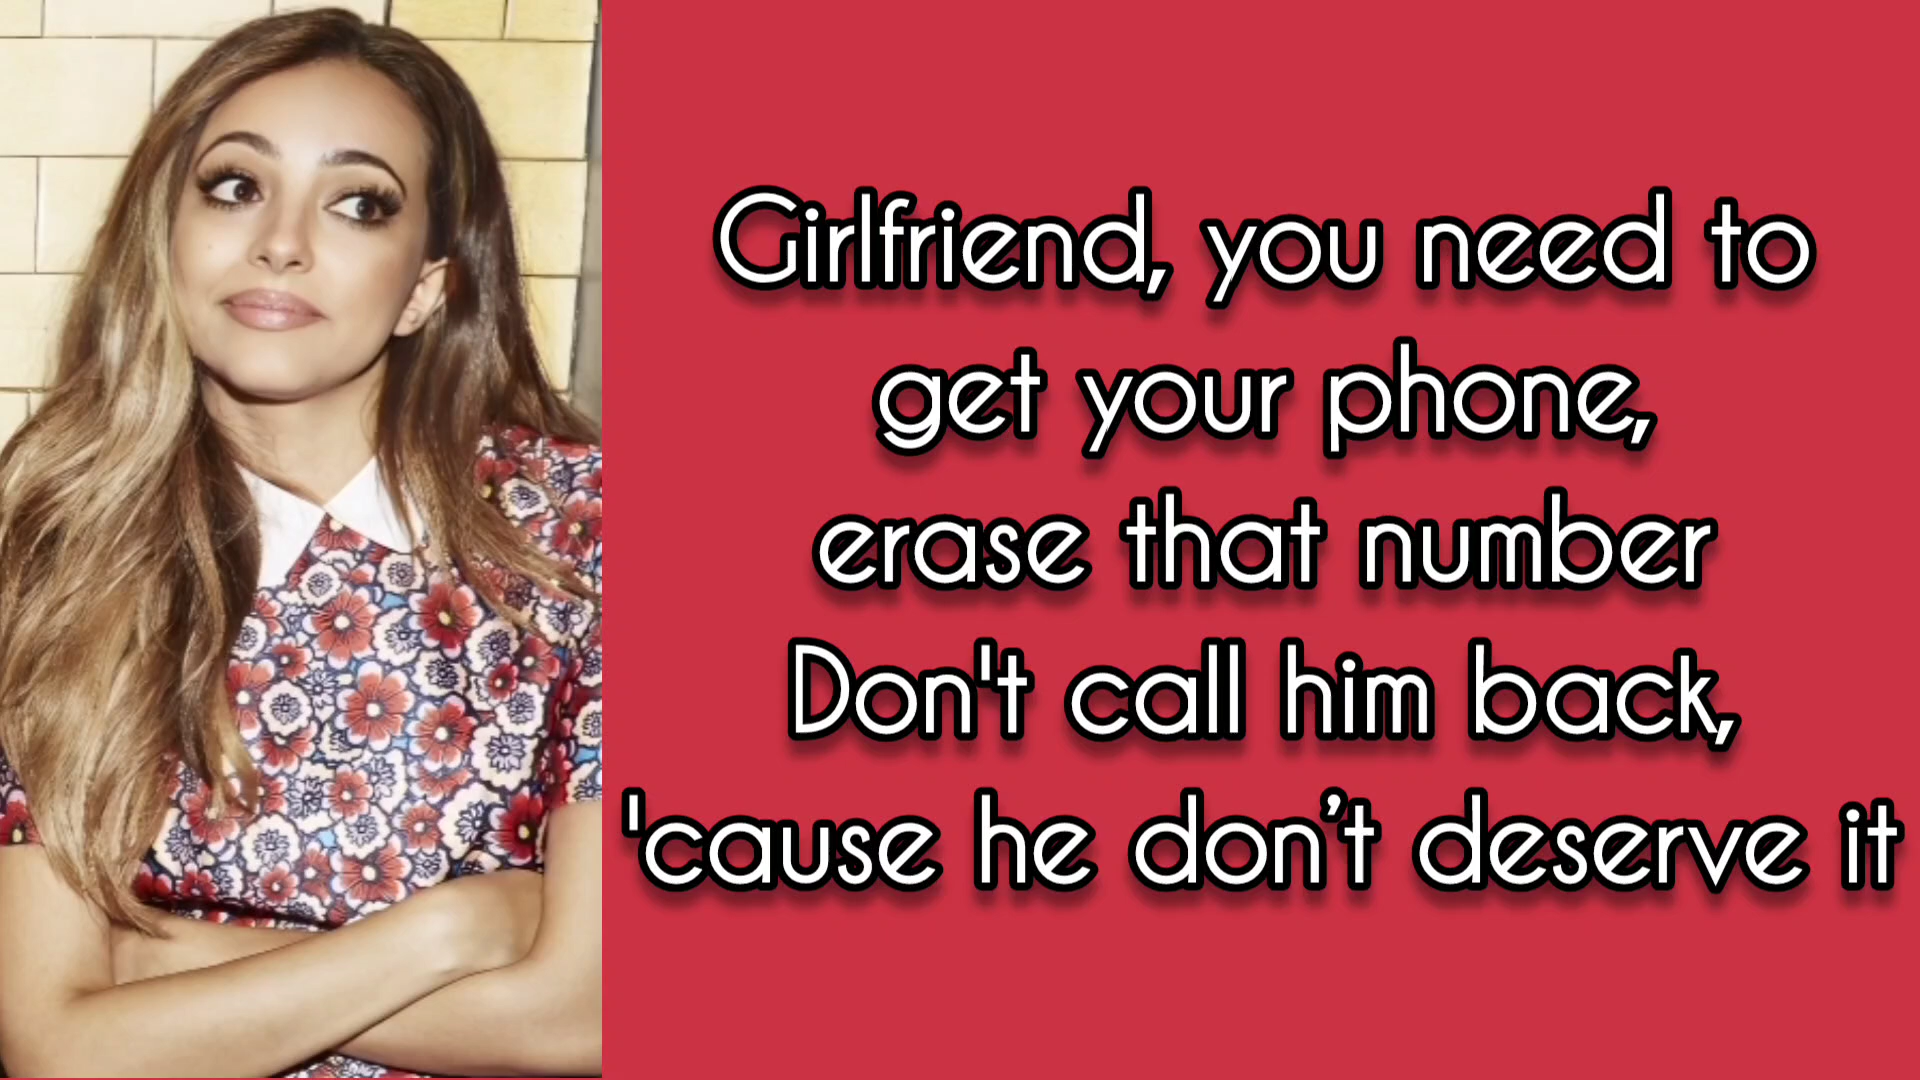 Girlfriend, you need to
get your phone,
erase that number
Don't call him back,
'cause he don’t deserve it